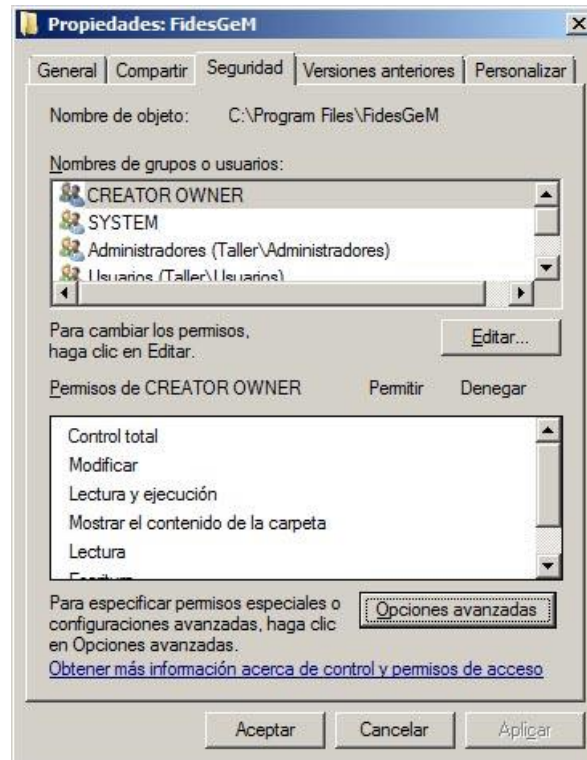 Propiedades: FidesGeM
General Compartir Seguridad Versiones anteriores Personalizar
Nombre de objeto: C:\Program Files\FidesGeM
Nombres de grupos o usuarios:
CREATOR OWNER
SYSTEM
Administradores (Taller\Administradores)
Usuarios (Taller\Usuarios)
Para cambiar los permisos,
haga clic en Editar.
Editar...
Permisos de CREATOR OWNER Permitir Denegar
Control total
Modificar
Lectura y ejecución
Mostrar el contenido de la carpeta
Lectura
Escritura
Para especificar permisos especiales o
configuraciones avanzadas, haga clic
en Opciones avanzadas.
Opciones avanzadas
Obtener más información acerca de control y permisos de acceso
Aceptar Cancelar Aplicar